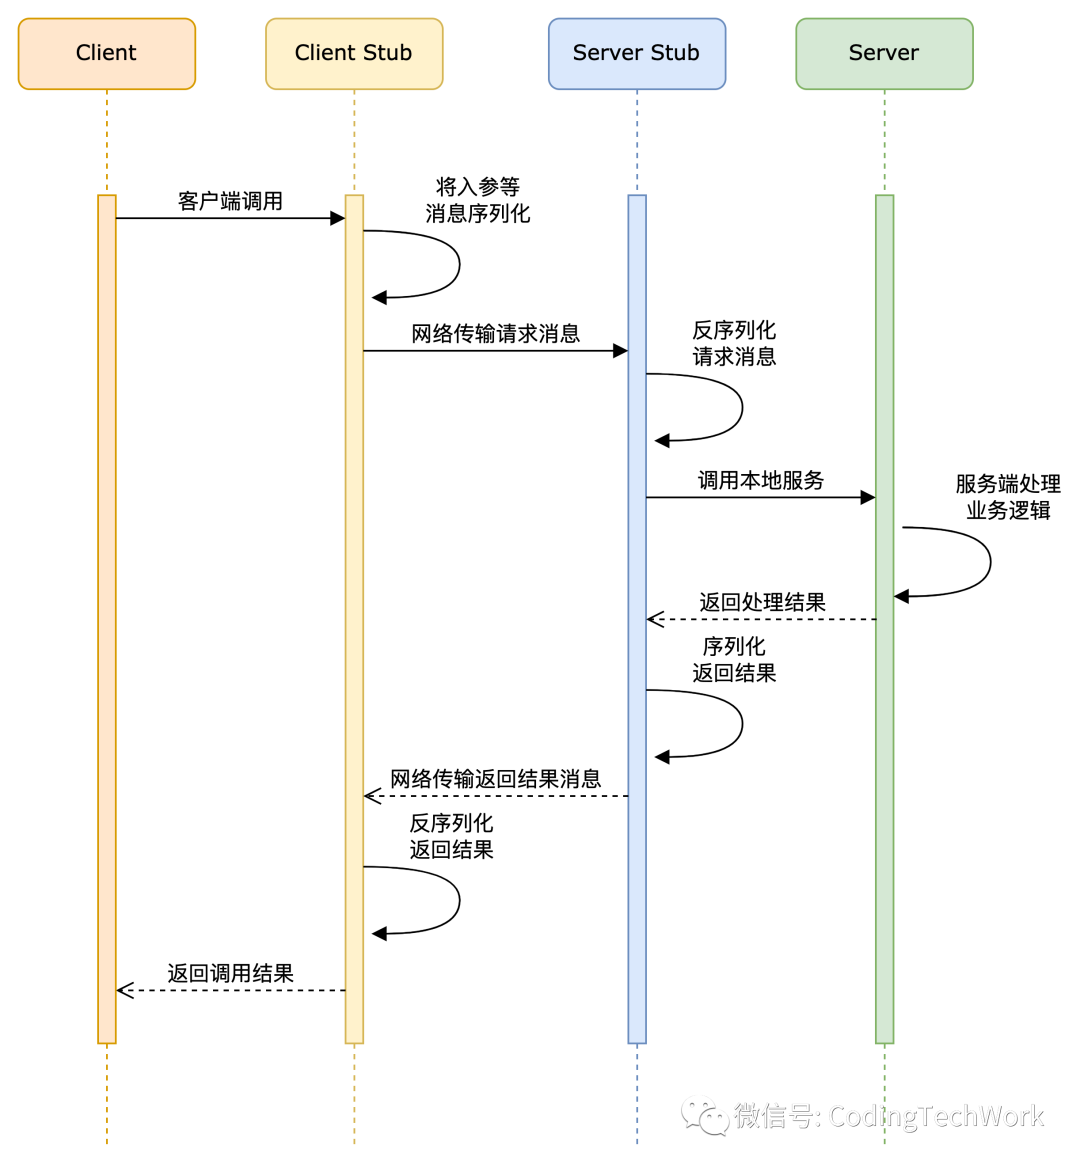 Client
Client Stub
Server Stub
Server
客户端调用
将入参等
消息序列化
网络传输请求消息
反序列化
请求消息
调用本地服务
服务端处理
业务逻辑
返回处理结果
序列化
返回结果
网络传输返回结果消息
反序列化
返回结果
返回调用结果
微信号: CodingTechWork